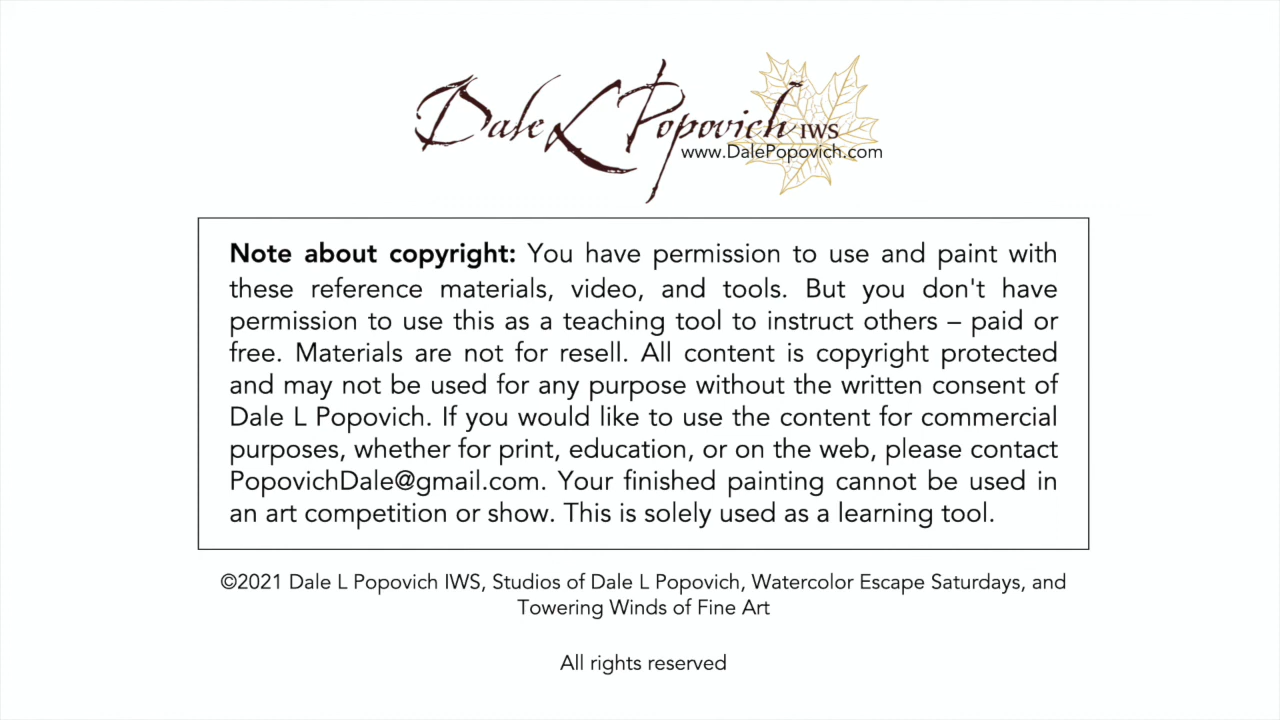 Dale L Popovich IWS
www.DalePopovich.com
Note about copyright: You have permission to use and paint with
these reference materials, video, and tools. But you don't have
permission to use this as a teaching tool to instruct others – paid or
free. Materials are not for resell. All content is copyright protected
and may not be used for any purpose without the written consent of
Dale L Popovich. If you would like to use the content for commercial
purposes, whether for print, education, or on the web, please contact
PopovichDale@gmail.com. Your finished painting cannot be used in
an art competition or show. This is solely used as a learning tool.
©2021 Dale L Popovich IWS, Studios of Dale L Popovich, Watercolor Escape Saturdays, and
Towering Winds of Fine Art
All rights reserved